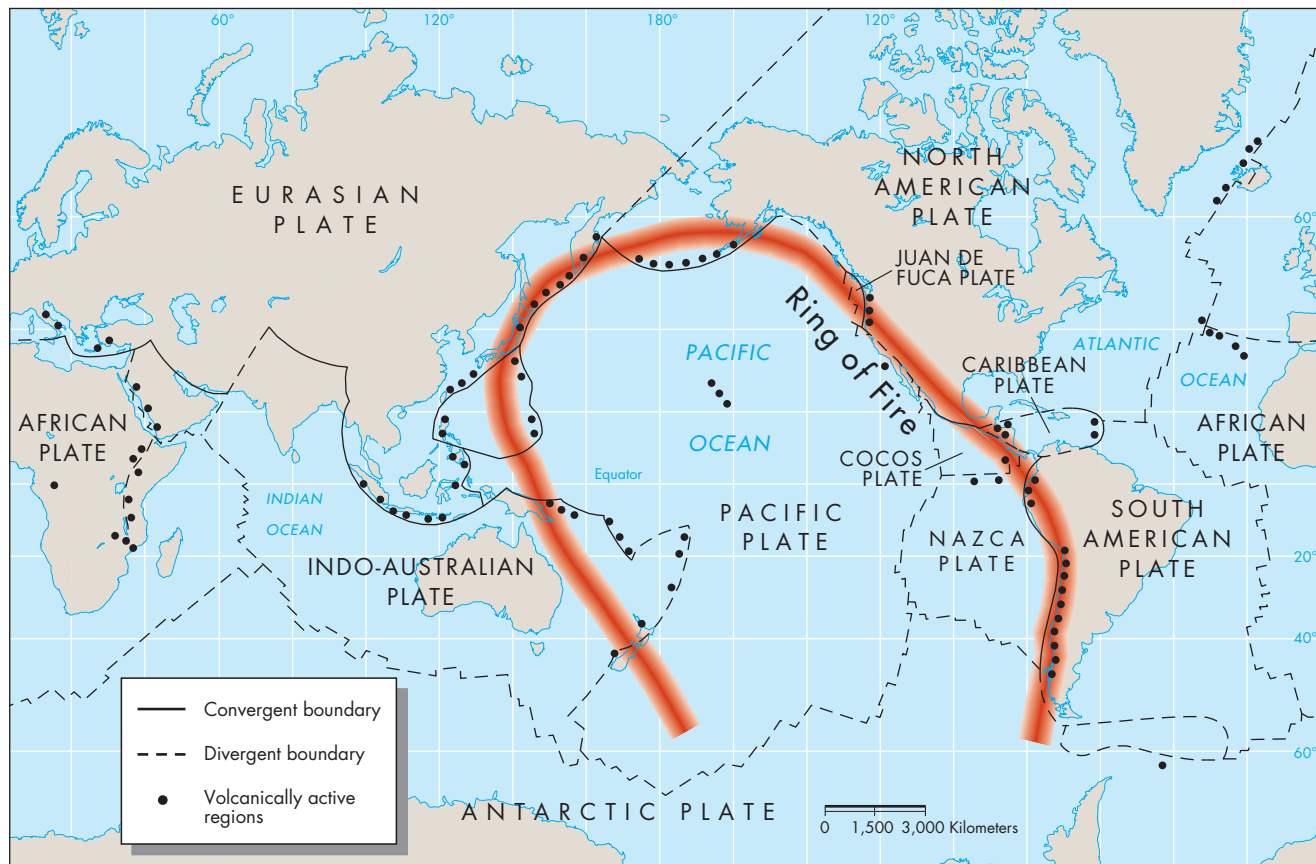 60°
120°
180°
120°
60°
EURASIAN
PLATE
NORTH
AMERICAN
PLATE
60°
JUAN DE
FUCA PLATE
Ring of Fire
PACIFIC
OCEAN
ATLANTIC
OCEAN
CARIBBEAN
PLATE
AFRICAN
PLATE
AFRICAN
PLATE
COCOS
PLATE
Equator
INDIAN
OCEAN
PACIFIC
PLATE
NAZCA
PLATE
SOUTH
AMERICAN
PLATE
INDO-AUSTRALIAN
PLATE
20°
40°
60°
Convergent boundary
Divergent boundary
Volcanically active
regions
ANTARCTIC PLATE
0 1,500 3,000 Kilometers